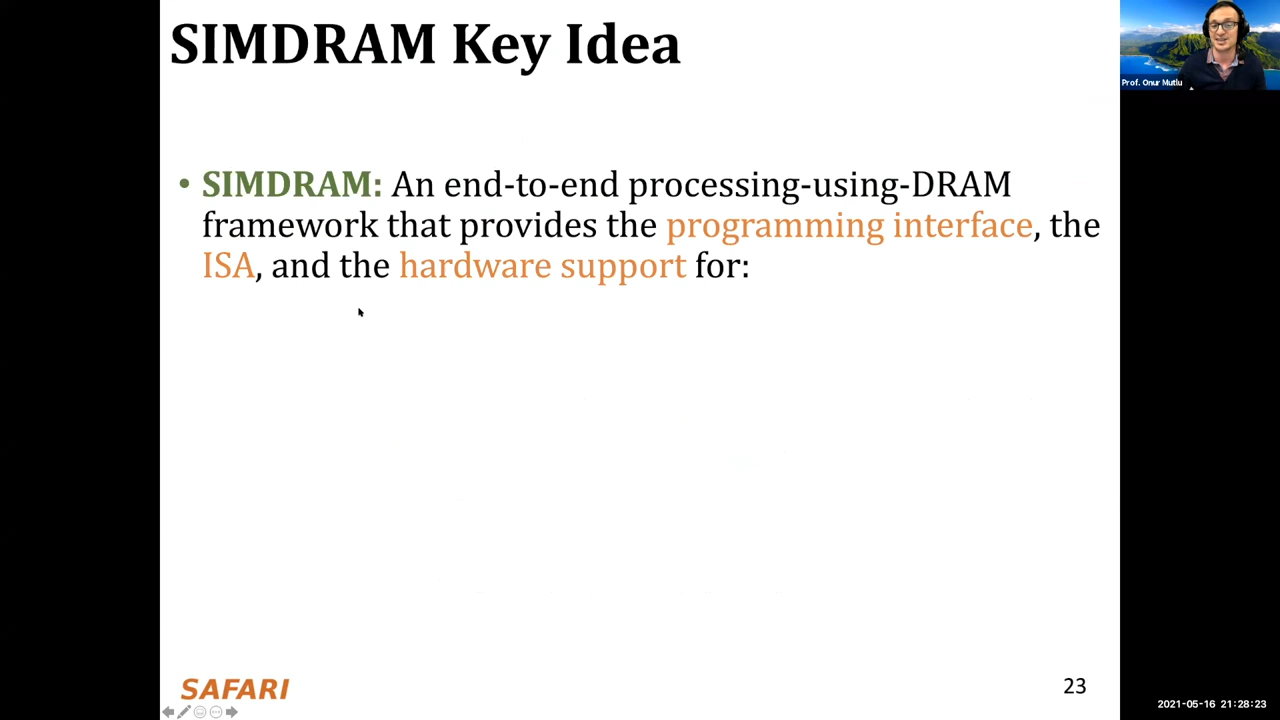 SIMDRAM Key Idea
Prof. Onur Mutlu
• SIMDRAM: An end-to-end processing-using-DRAM
framework that provides the programming interface, the
ISA, and the hardware support for:
SAFARI
23
2021-05-16 21:28:23